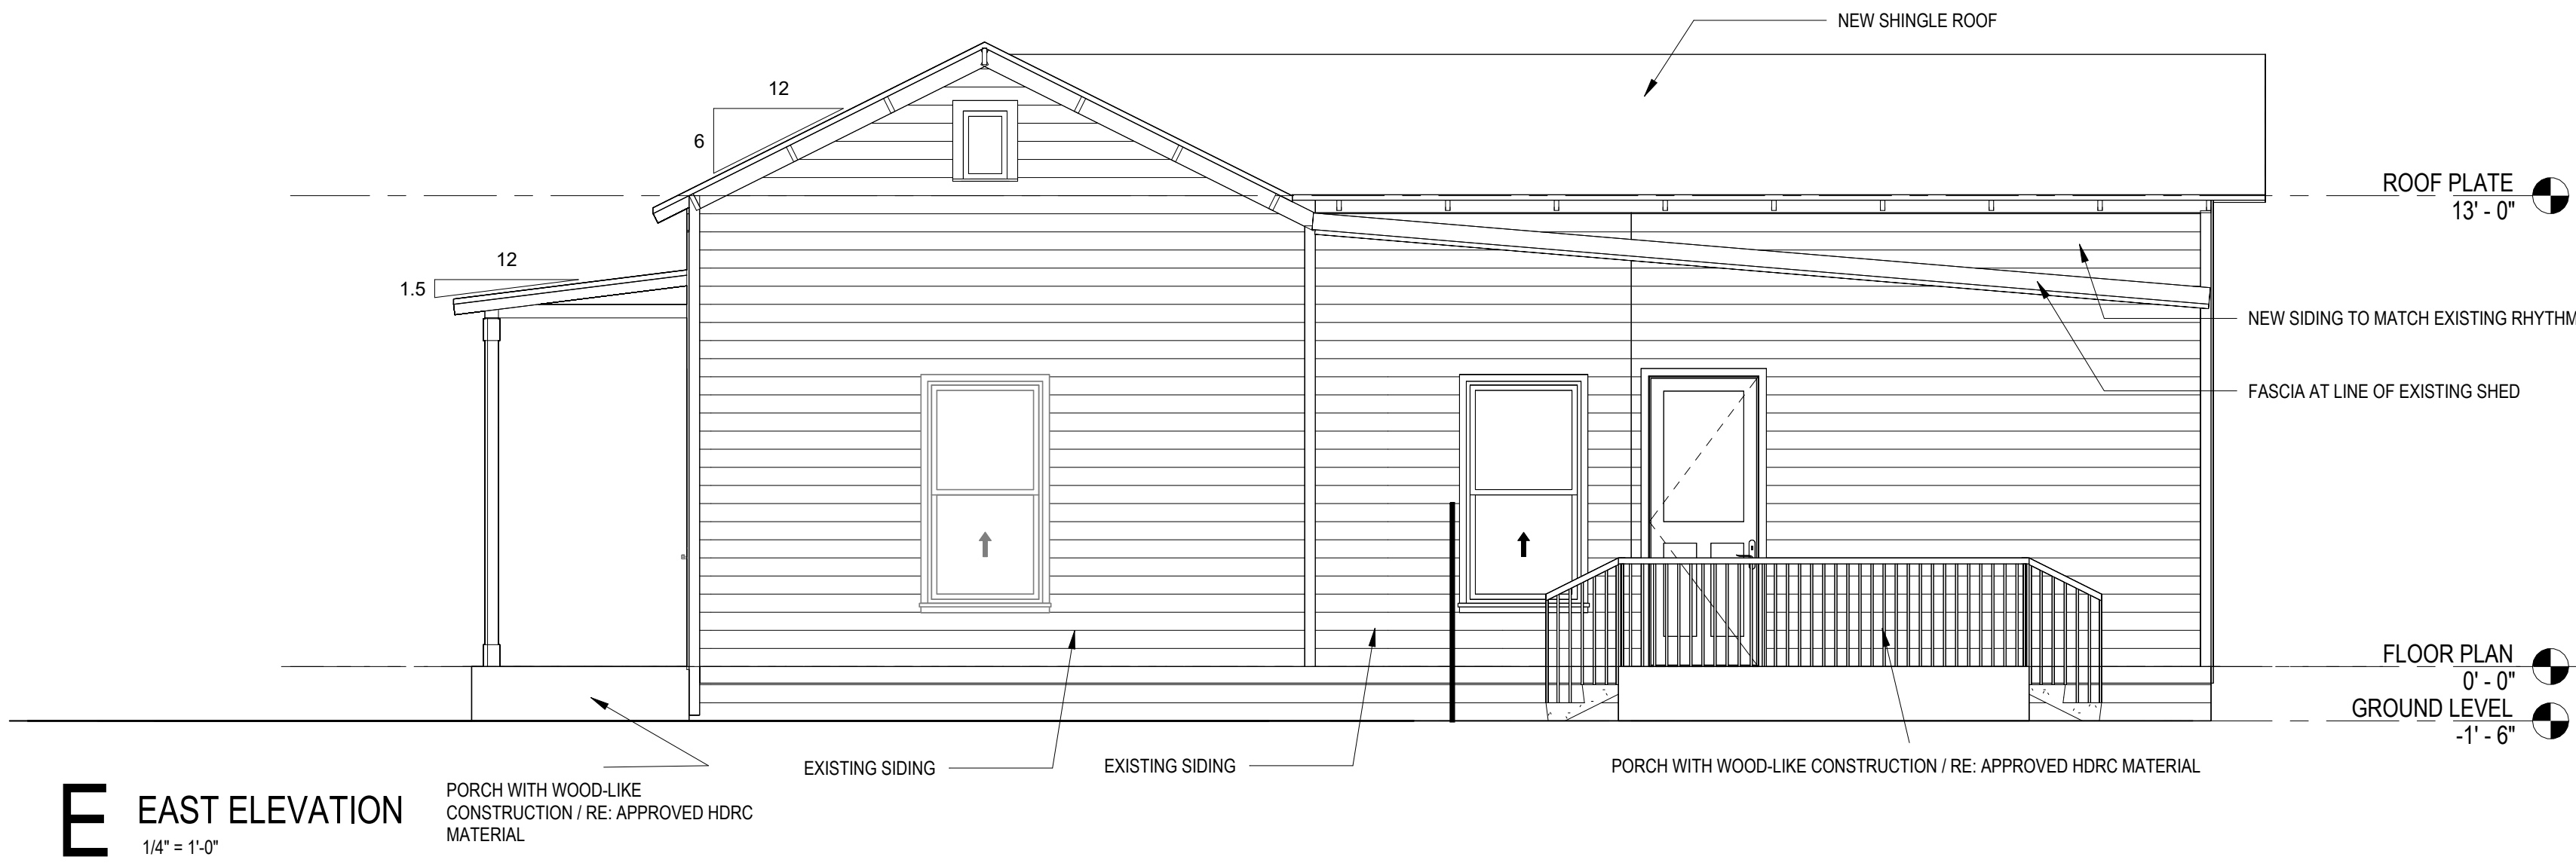 NEW SHINGLE ROOF
12
6
ROOF PLATE
13' - 0"
12
1.5
NEW SIDING TO MATCH EXISTING RHYTHM
FASCIA AT LINE OF EXISTING SHED
FLOOR PLAN
0' - 0"
GROUND LEVEL
-1' - 6"
EXISTING SIDING
EXISTING SIDING
PORCH WITH WOOD-LIKE CONSTRUCTION / RE: APPROVED HDRC MATERIAL
PORCH WITH WOOD-LIKE
CONSTRUCTION / RE: APPROVED HDRC
MATERIAL
E EAST ELEVATION
1/4" = 1'-0"